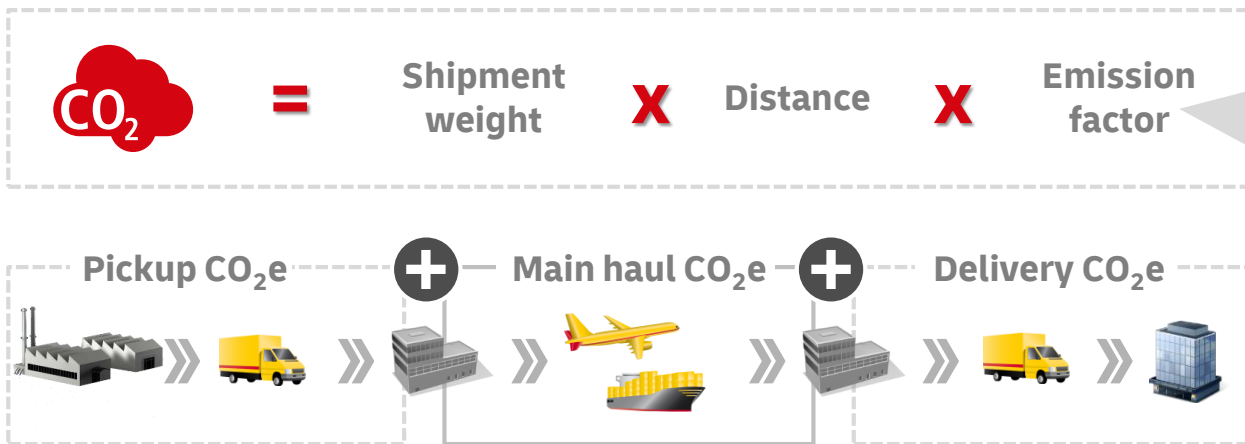 CO₂ = Shipment weight x Distance x Emission factor
Pickup CO₂e + Main haul CO₂e + Delivery CO₂e